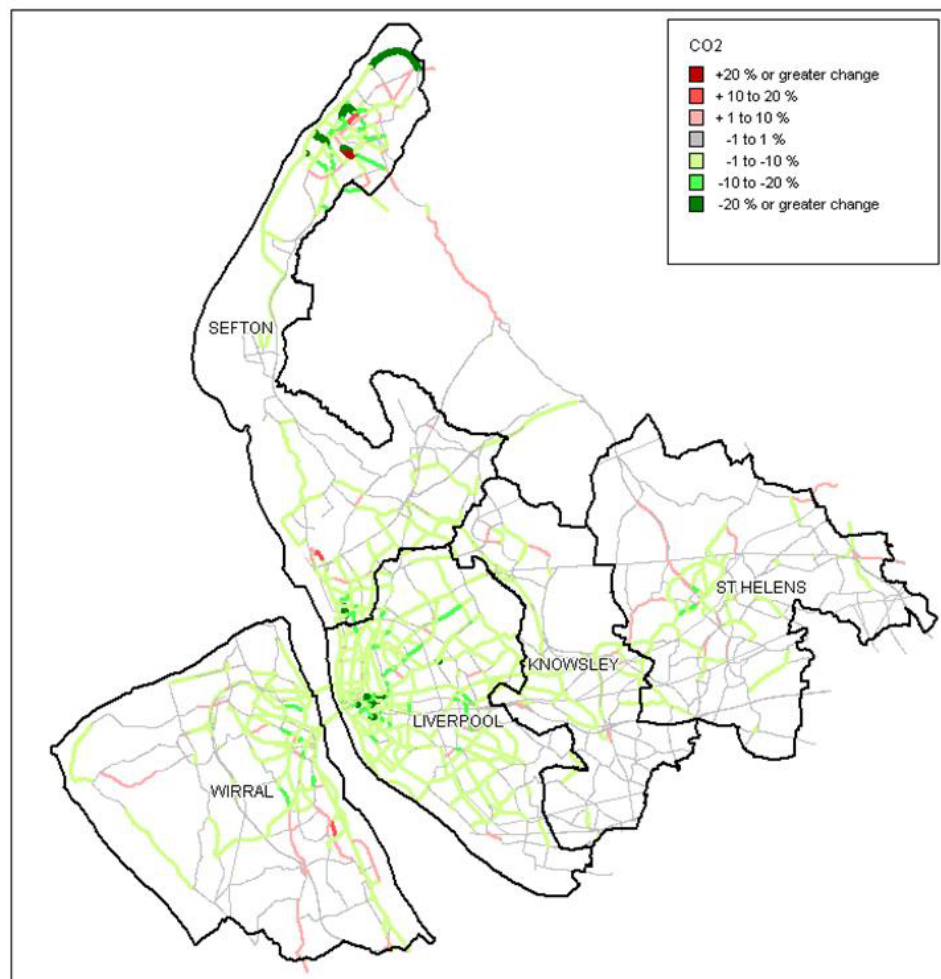 CO2
+20 % or greater change
+ 10 to 20 %
+ 1 to 10 %
-1 to 1 %
-1 to -10 %
-10 to -20 %
-20 % or greater change
SEFTON
ST HELENS
KNOWSLEY
LIVERPOOL
WIRRAL